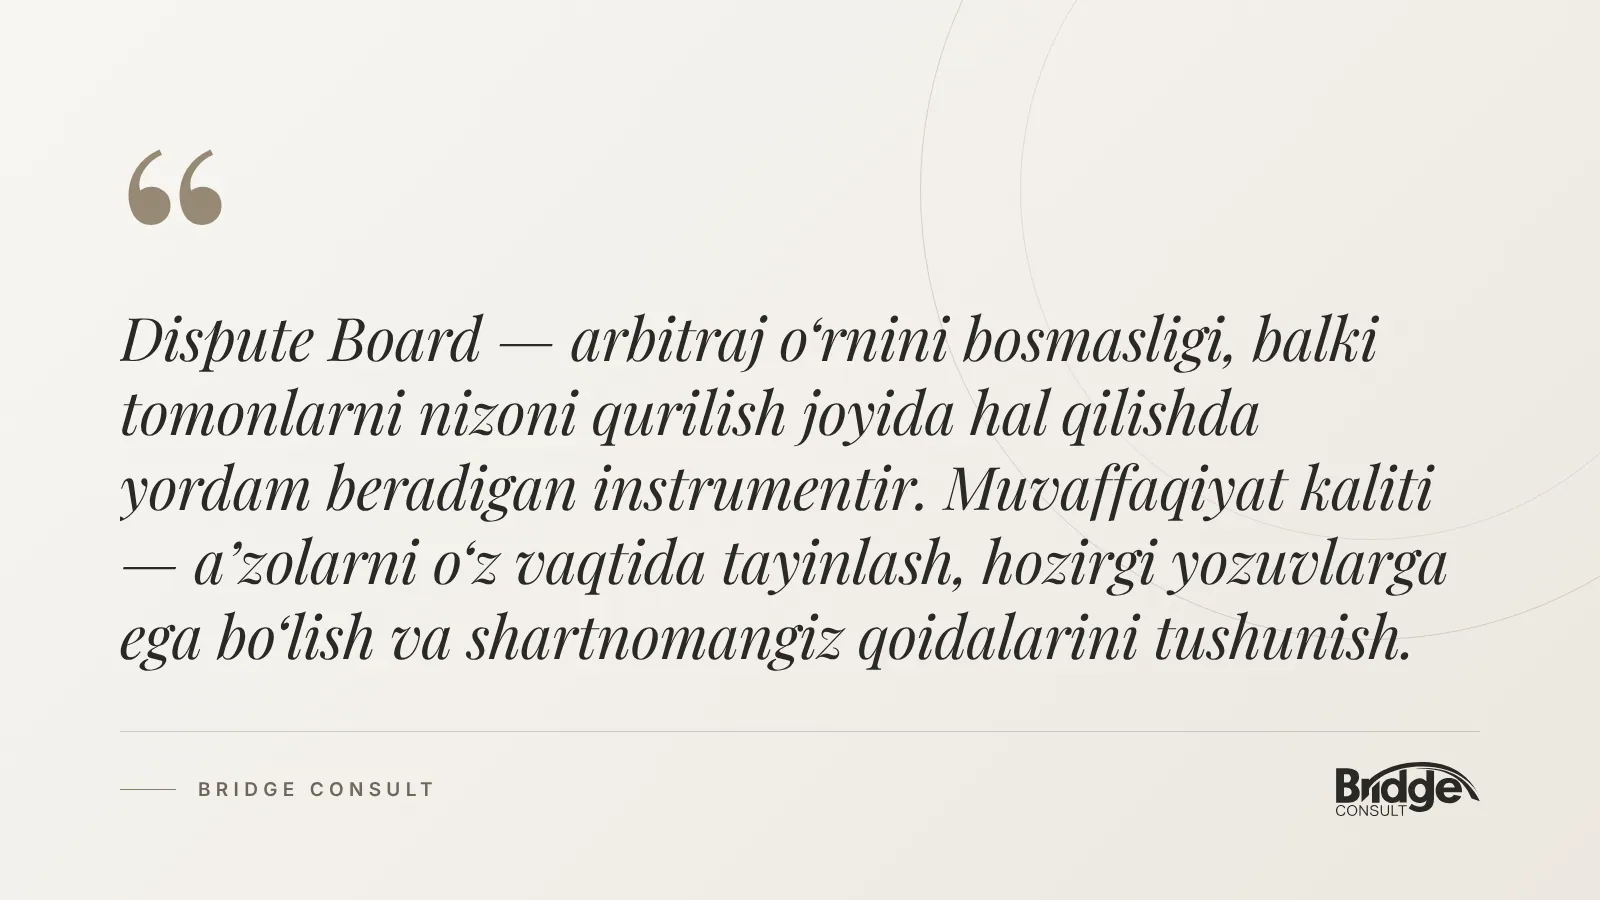 “
Dispute Board — arbitraj o‘rnini bosmasligi, balki
tomonlarni nizoni qurilish joyida hal qilishda
yordam beradigan instrumentir. Muvaffaqiyat kaliti
— a’zolarni o‘z vaqtida tayinlash, hozirgi yozuvlarga
ega bo‘lish va shartnomangiz qoidalarini tushunish.
BRIDGE CONSULT
Bridge
CONSULT